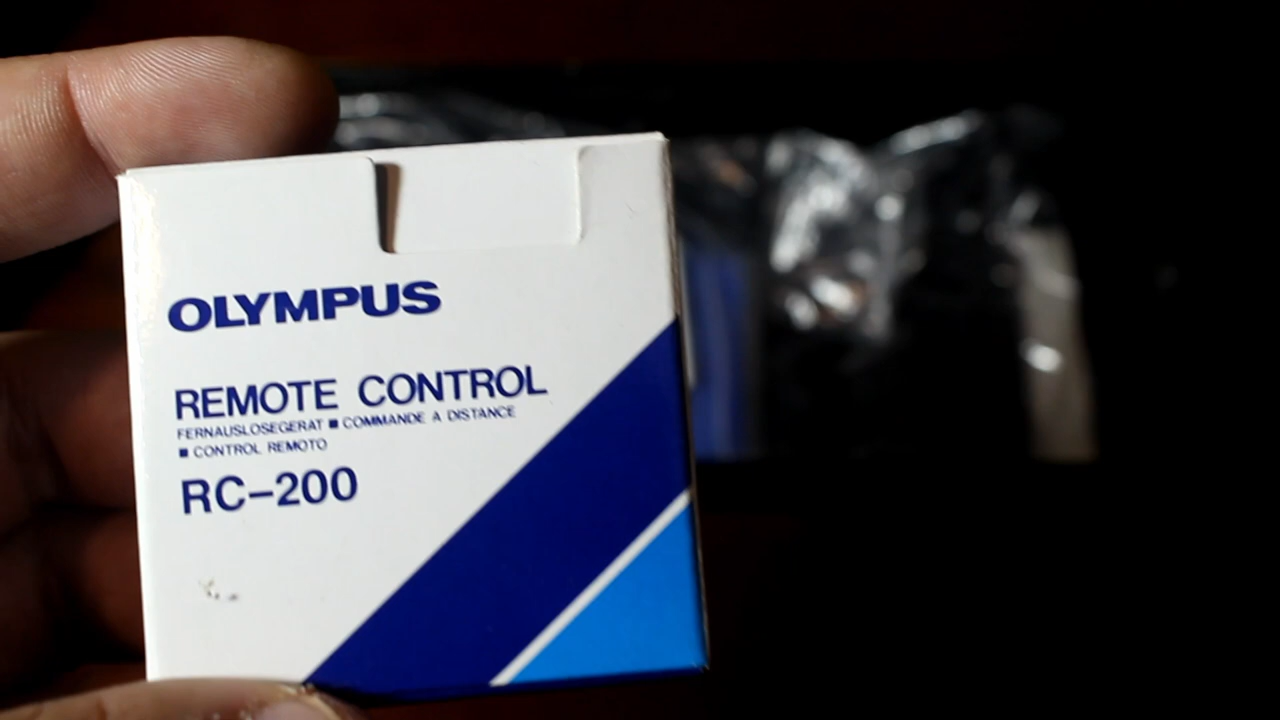 OLYMPUS
REMOTE CONTROL
FERNAUSLOSEGERAT ■ COMMANDE A DISTANCE
■ CONTROL REMOTO
RC-200